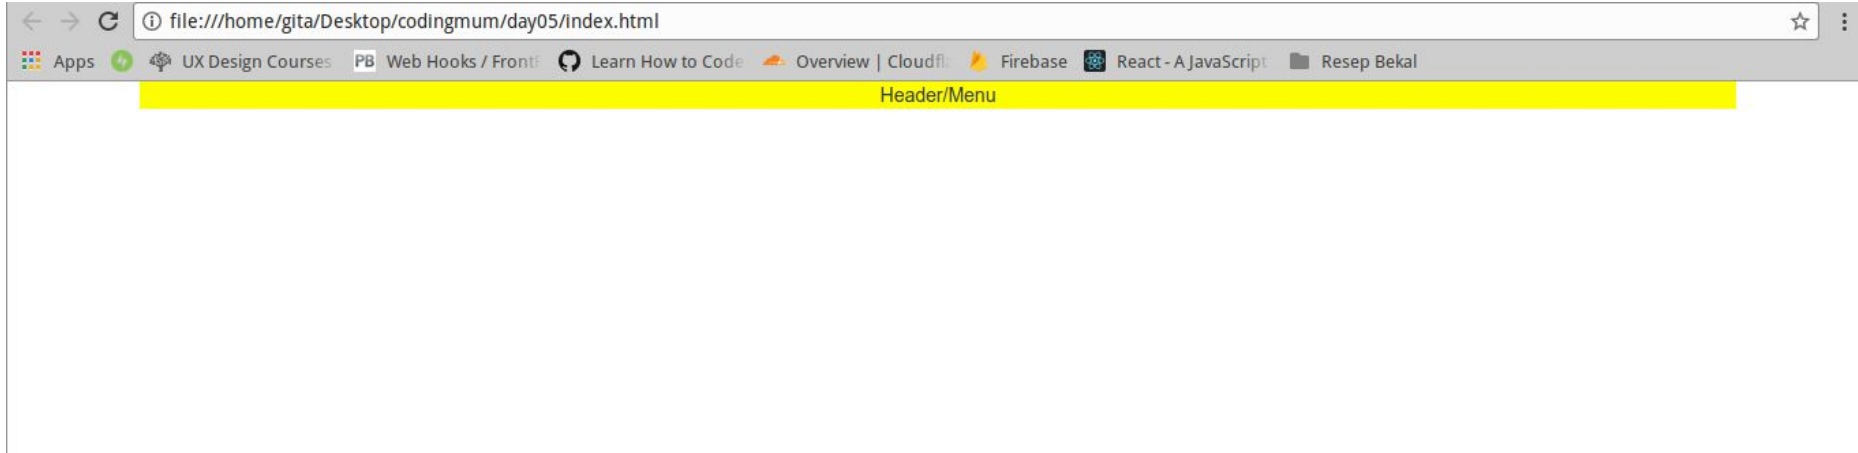 file:///home/gita/Desktop/codingmum/day05/index.html
Apps UX Design Courses PB Web Hooks / Front Learn How to Code Overview | Cloudfl Firebase React - A JavaScript Resep Bekal
Header/Menu